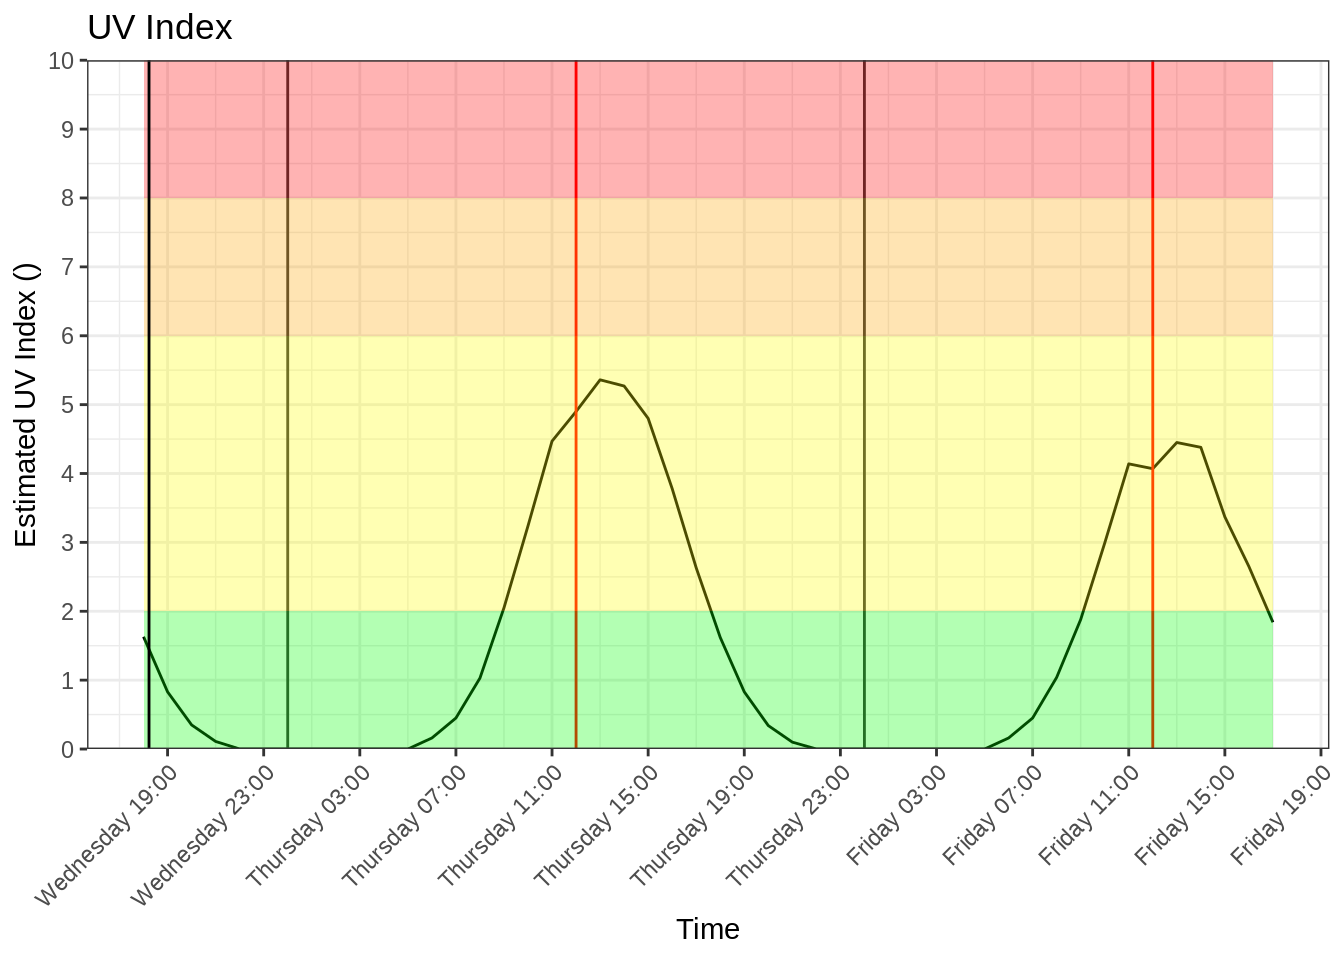 UV Index
Estimated UV Index ()
10
9
8
7
6
5
4
3
2
1
0
Wednesday 19:00
Wednesday 23:00
Thursday 03:00
Thursday 07:00
Thursday 11:00
Thursday 15:00
Thursday 19:00
Thursday 23:00
Friday 03:00
Friday 07:00
Friday 11:00
Friday 15:00
Friday 19:00
Time